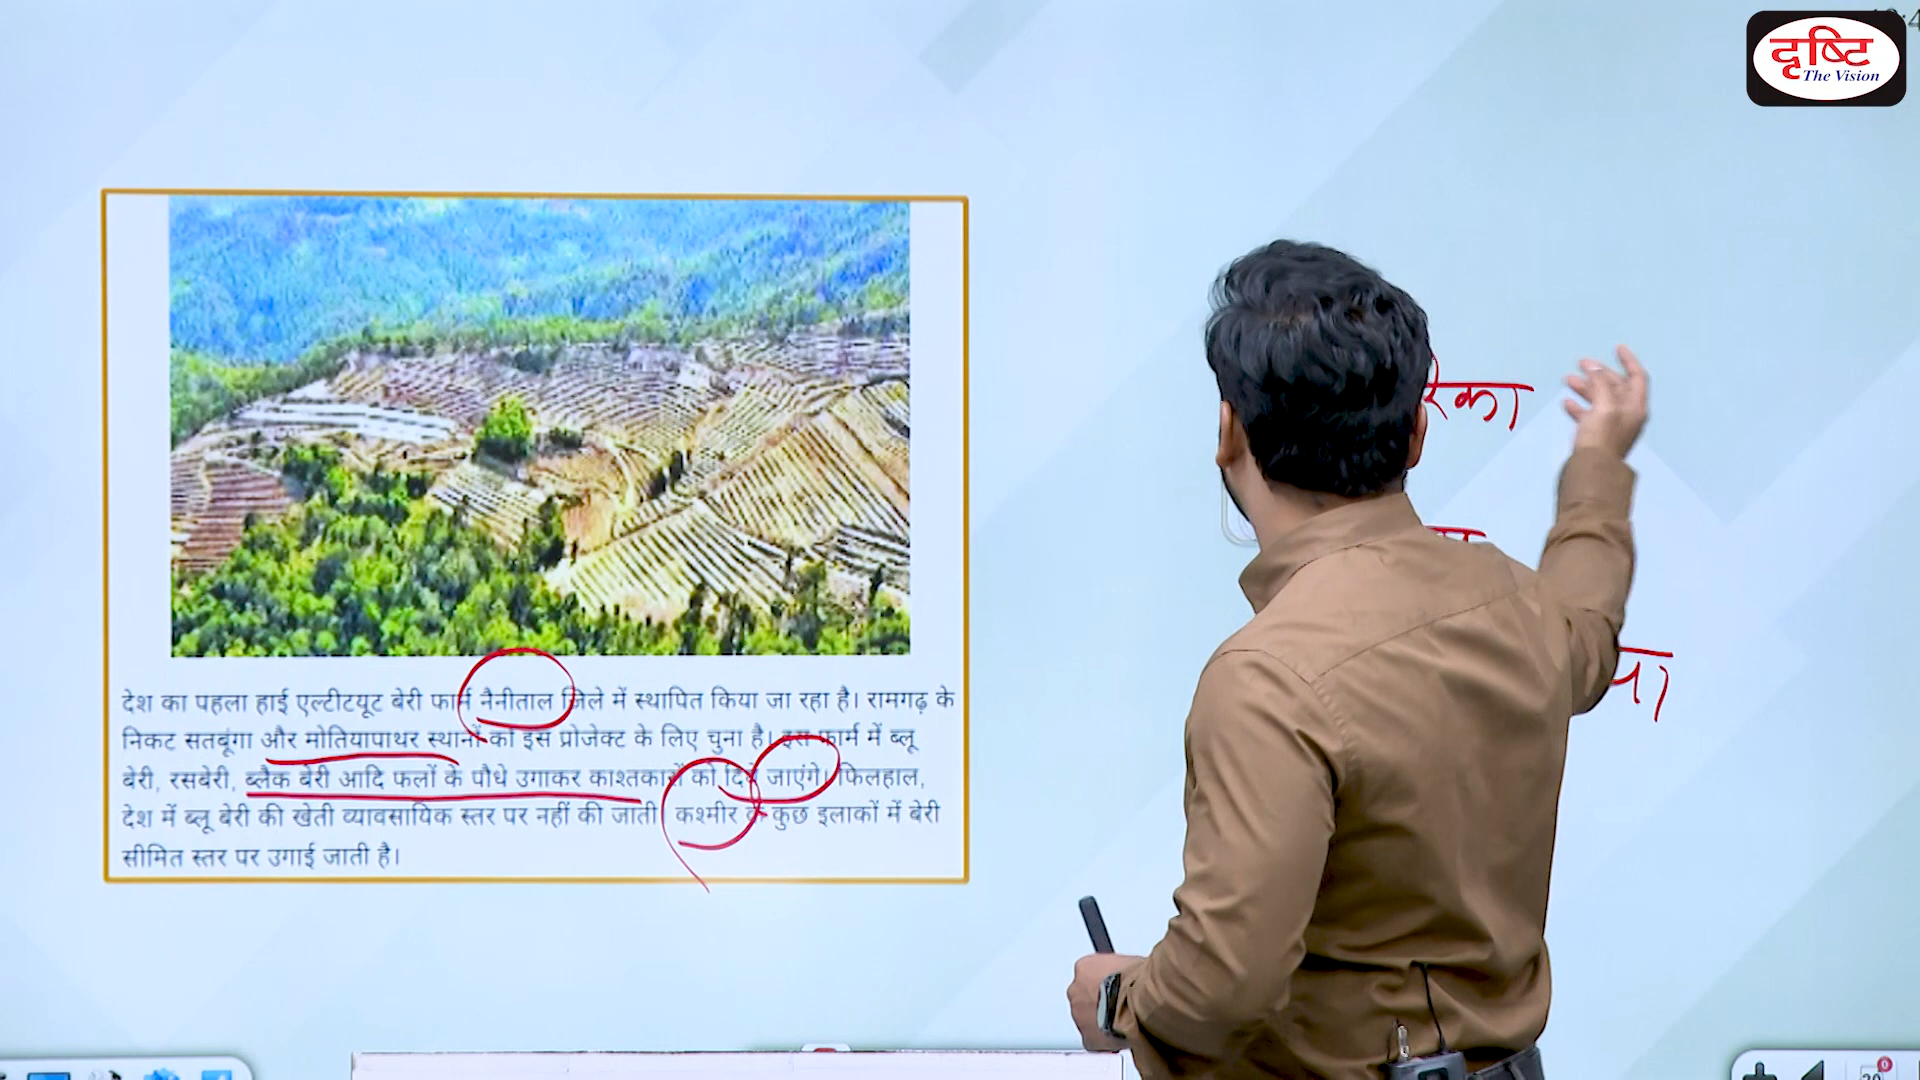 दृष्टि
The Vision
देश का पहला हाई एल्टीटयूट बेरी फार्म नैनीताल जिले में स्थापित किया जा रहा है। रामगढ़ के
निकट सतबूंगा और मोतियापाथर स्थानों को इस प्रोजेक्ट के लिए चुना है। इस फार्म में ब्लू
बेरी, रसबेरी, ब्लैक बेरी आदि फलों के पौधे उगाकर काश्तकारों को दिये जाएंगे। फिलहाल,
देश में ब्लू बेरी की खेती व्यावसायिक स्तर पर नहीं की जाती। कश्मीर के कुछ इलाकों में बेरी
सीमित स्तर पर उगाई जाती है।